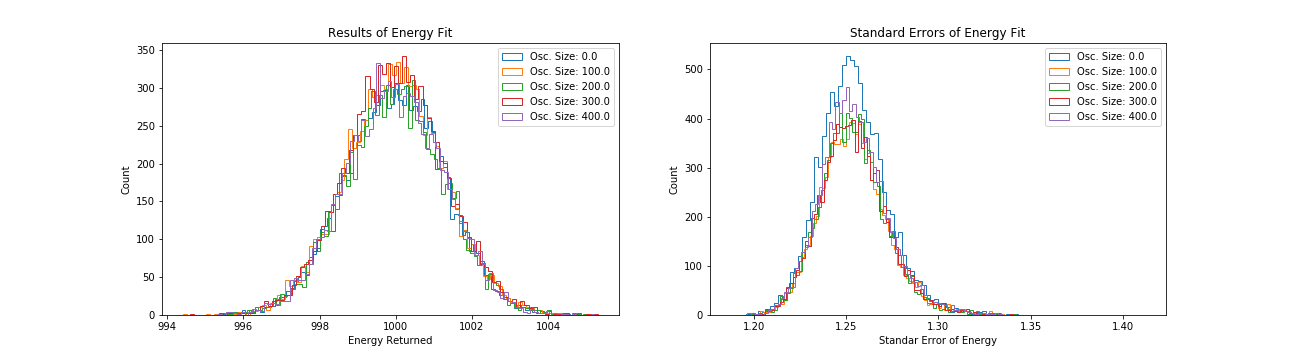 Results of Energy Fit
350
300
250
200
150
100
50
0
Count
994
996
998
1000
1002
1004
Energy Returned
Osc. Size: 0.0
Osc. Size: 100.0
Osc. Size: 200.0
Osc. Size: 300.0
Osc. Size: 400.0
Standard Errors of Energy Fit
500
400
300
200
100
0
Count
1.20
1.25
1.30
1.35
1.40
Standar Error of Energy
Osc. Size: 0.0
Osc. Size: 100.0
Osc. Size: 200.0
Osc. Size: 300.0
Osc. Size: 400.0